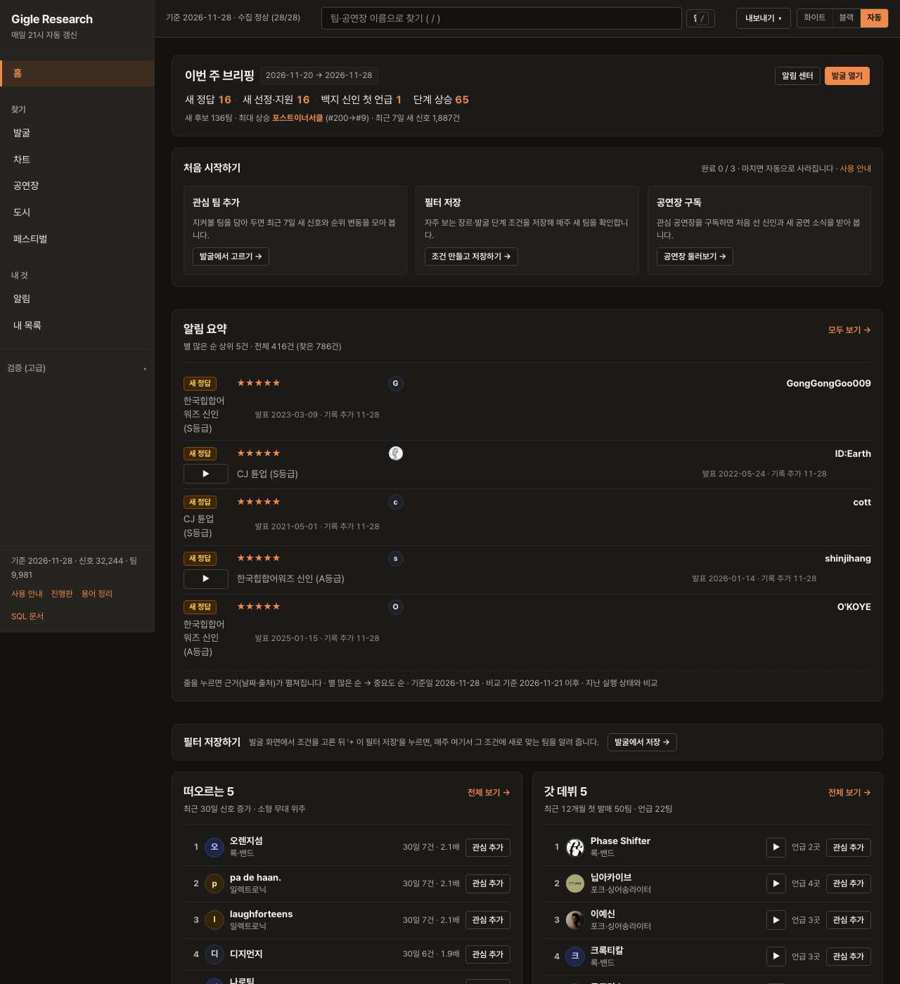 Gigle Research
매일 21시 자동 갱신
홈
찾기
발굴
차트
공연장
도시
페스티벌
내 것
알림
내 목록
검증 (고급)
기준 2026-11-28 · 신호 32,244 · 팀
9,981
사용 안내 진행판 용어 정리
SQL 문서
기준 2026-11-28 · 수집 정상 (28/28)
팀·공연장 이름으로 찾기 ( / )
내보내기
화이트 블랙 자동
이번 주 브리핑 2026-11-20 → 2026-11-28
알림 센터 발굴 열기
새 정답 16 · 새 선정·지원 16 · 백지 신인 첫 언급 1 · 단계 상승 65
새 후보 136팀 · 최대 상승 포스트이너서클 (#200→#9) · 최근 7일 새 신호 1,887건
처음 시작하기
완료 0 / 3 · 마치면 자동으로 사라집니다 · 사용 안내
관심 팀 추가
지켜볼 팀을 담아 두면 최근 7일 새 신호와 순위 변동을 모아 봅
니다.
발굴에서 고르기 →
필터 저장
자주 보는 장르·발굴 단계 조건을 저장해 매주 새 팀을 확인합니
다.
조건 만들고 저장하기 →
공연장 구독
관심 공연장을 구독하면 처음 선 신인과 새 공연 소식을 받아 봅
니다.
공연장 둘러보기 →
알림 요약
모두 보기 →
별 많은 순 상위 5건 · 전체 416건 (찾은 786건)
새 정답 ★★★★★ G GongGongGoo009
한국힙합어
워즈 신인
(S등급)
발표 2023-03-09 · 기록 추가 11-28
새 정답 ★★★★★ ID:Earth
▶ CJ 튠업 (S등급) 발표 2022-05-24 · 기록 추가 11-28
새 정답 ★★★★★ c cott
CJ 튠업
(S등급)
발표 2021-05-01 · 기록 추가 11-28
새 정답 ★★★★★ s shinjihang
▶ 한국힙합어워즈 신인 (A등급) 발표 2026-01-14 · 기록 추가 11-28
새 정답 ★★★★★ O O'KOYE
한국힙합어
워즈 신인
(A등급)
발표 2025-01-15 · 기록 추가 11-28
줄을 누르면 근거(날짜·출처)가 펼쳐집니다 · 별 많은 순 → 중요도 순 · 기준일 2026-11-28 · 비교 기준 2026-11-21 이후 · 지난 실행 상태와 비교
필터 저장하기 발굴 화면에서 조건을 고른 뒤 '+ 이 필터 저장'을 누르면, 매주 여기서 그 조건에 새로 맞는 팀을 알려 줍니다. 발굴에서 저장 →
떠오르는 5
전체 보기 →
최근 30일 신호 증가 · 소형 무대 위주
1 오 오렌지섬
록·밴드
30일 7건 · 2.1배 관심 추가
2 p pa de haan.
일렉트로닉
30일 7건 · 2.1배 관심 추가
3 l laughforteens
일렉트로닉
30일 7건 · 2.1배 관심 추가
4 디 디지먼지
30일 6건 · 1.9배 관심 추가
갓 데뷔 5
전체 보기 →
최근 12개월 첫 발매 50팀 · 언급 22팀
1 Phase Shifter
록·밴드
▶ 언급 2곳 관심 추가
2 닙아카이브
포크·싱어송라이터
▶ 언급 4곳 관심 추가
3 이예신
포크·싱어송라이터
▶ 언급 3곳 관심 추가
4 크 크록티칼
록·밴드
▶ 언급 3곳 관심 추가